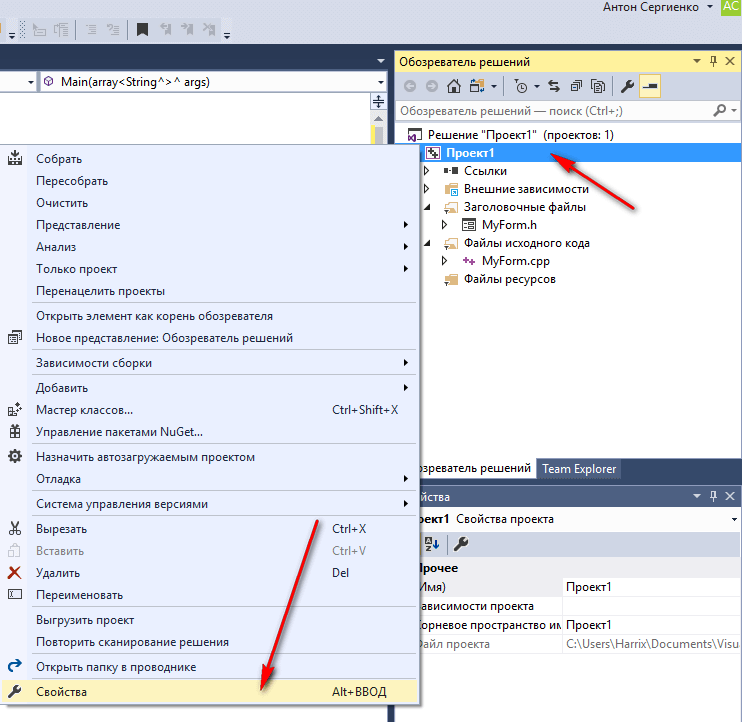 Антон Сергиенко
AC
Main(array<String^>^ args)
Обозреватель решений
Обозреватель решений — поиск (Ctrl+;)
Решение "Проект1" (проектов: 1)
Проект1
Ссылки
Внешние зависимости
Заголовочные файлы
MyForm.h
Файлы исходного кода
MyForm.cpp
Файлы ресурсов
Собрать
Пересобрать
Очистить
Представление
Анализ
Только проект
Перенацелить проекты
Открыть элемент как корень обозревателя
Новое представление: Обозреватель решений
Зависимости сборки
Добавить
Мастер классов... Ctrl+Shift+X
Управление пакетами NuGet...
Назначить автозагружаемым проектом
Отладка
Система управления версиями
Вырезать Ctrl+X
Вставить Ctrl+V
Удалить Del
Переименовать
Выгрузить проект
Повторить сканирование решения
Открыть папку в проводнике
Свойства Alt+ВВОД
озреватель решений Team Explorer
йства
оект1 Свойства проекта
Прочее
(Имя) Проект1
ависимости проекта
Корневое пространство им Проект1
Файл проекта C:\Users\Harrix\Documents\Visu